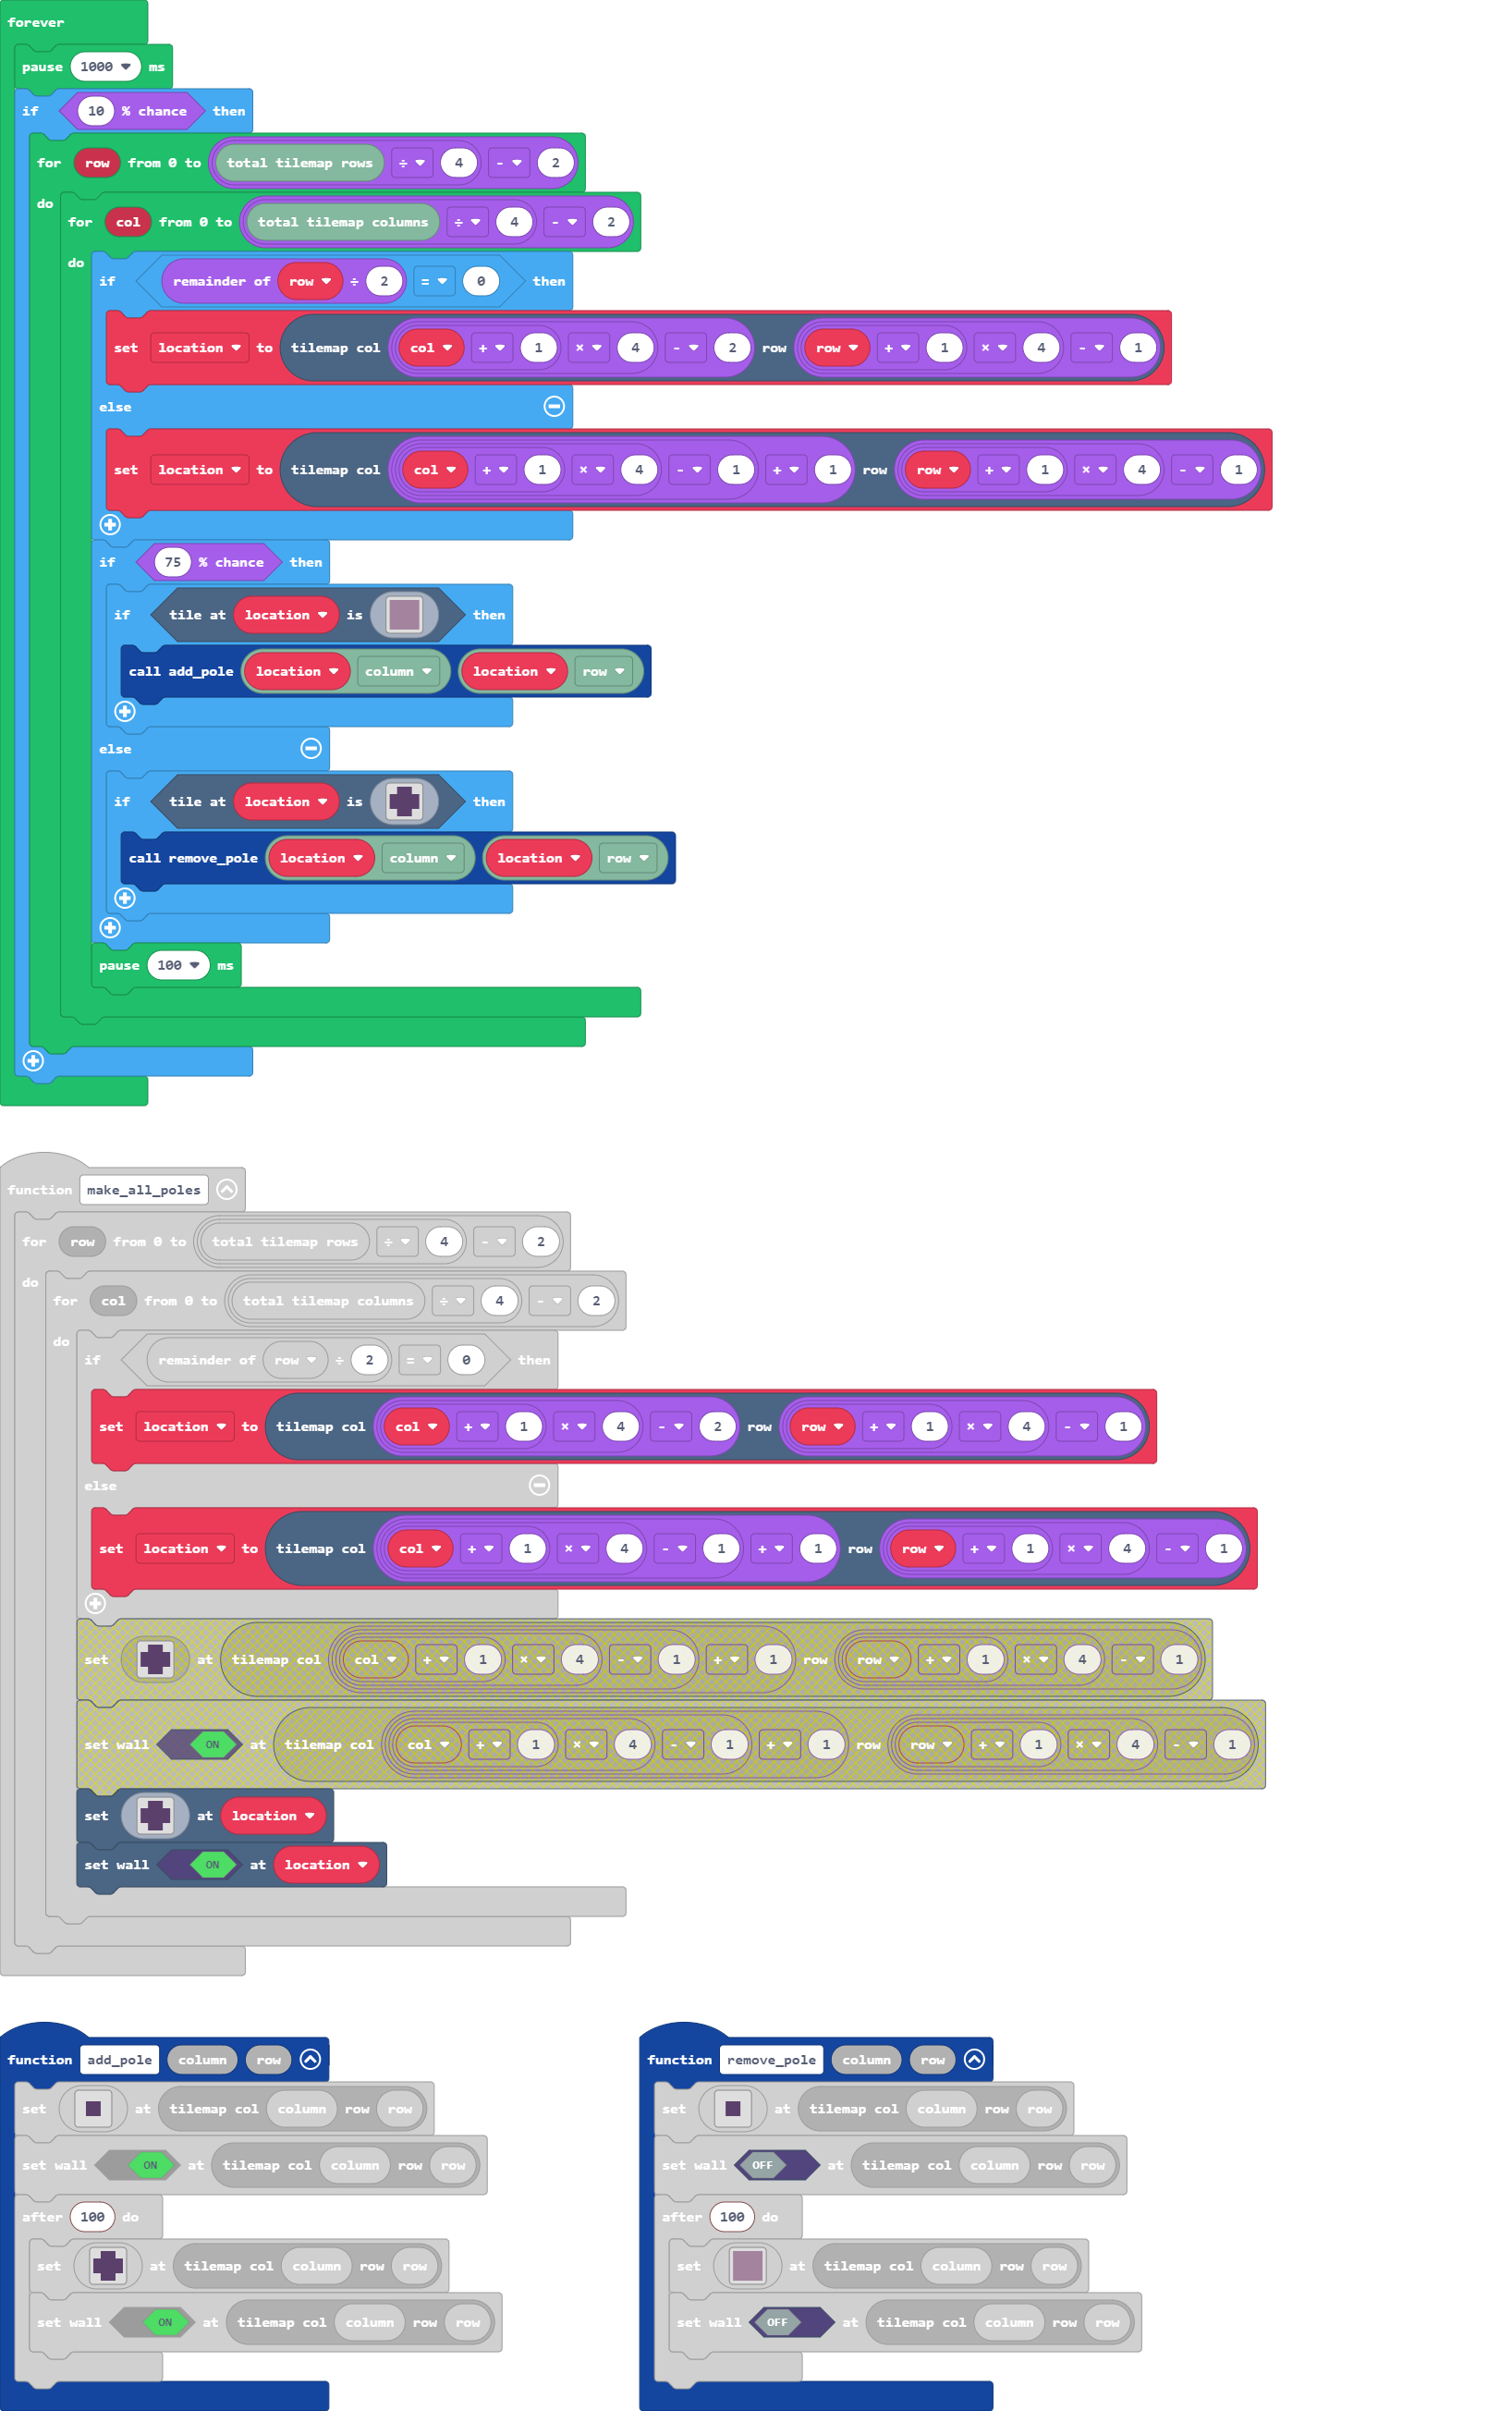 forever
pause 1000 ms
if 10 % chance then
for row from 0 to total tilemap rows ÷ 4 - 2
do
for col from 0 to total tilemap columns ÷ 4 - 2
do
if remainder of row ÷ 2 = 0 then
set location to tilemap col col + 1 × 4 - 2 row row + 1 × 4 - 1
else
set location to tilemap col col + 1 × 4 - 1 + 1 row row + 1 × 4 - 1
if 75 % chance then
if tile at location is then
call add_pole location column location row
else
if tile at location is then
call remove_pole location column location row
pause 100 ms
function make_all_poles
for row from 0 to total tilemap rows ÷ 4 - 2
do
for col from 0 to total tilemap columns ÷ 4 - 2
do
if remainder of row ÷ 2 = 0 then
set location to tilemap col col + 1 × 4 - 2 row row + 1 × 4 - 1
else
set location to tilemap col col + 1 × 4 - 1 + 1 row row + 1 × 4 - 1
set at tilemap col col + 1 × 4 - 1 + 1 row row + 1 × 4 - 1
set wall ON at tilemap col col + 1 × 4 - 1 + 1 row row + 1 × 4 - 1
set at location
set wall ON at location
function add_pole column row
set at tilemap col column row row
set wall ON at tilemap col column row row
after 100 do
set at tilemap col column row row
set wall ON at tilemap col column row row
function remove_pole column row
set at tilemap col column row row
set wall OFF at tilemap col column row row
after 100 do
set at tilemap col column row row
set wall OFF at tilemap col column row row